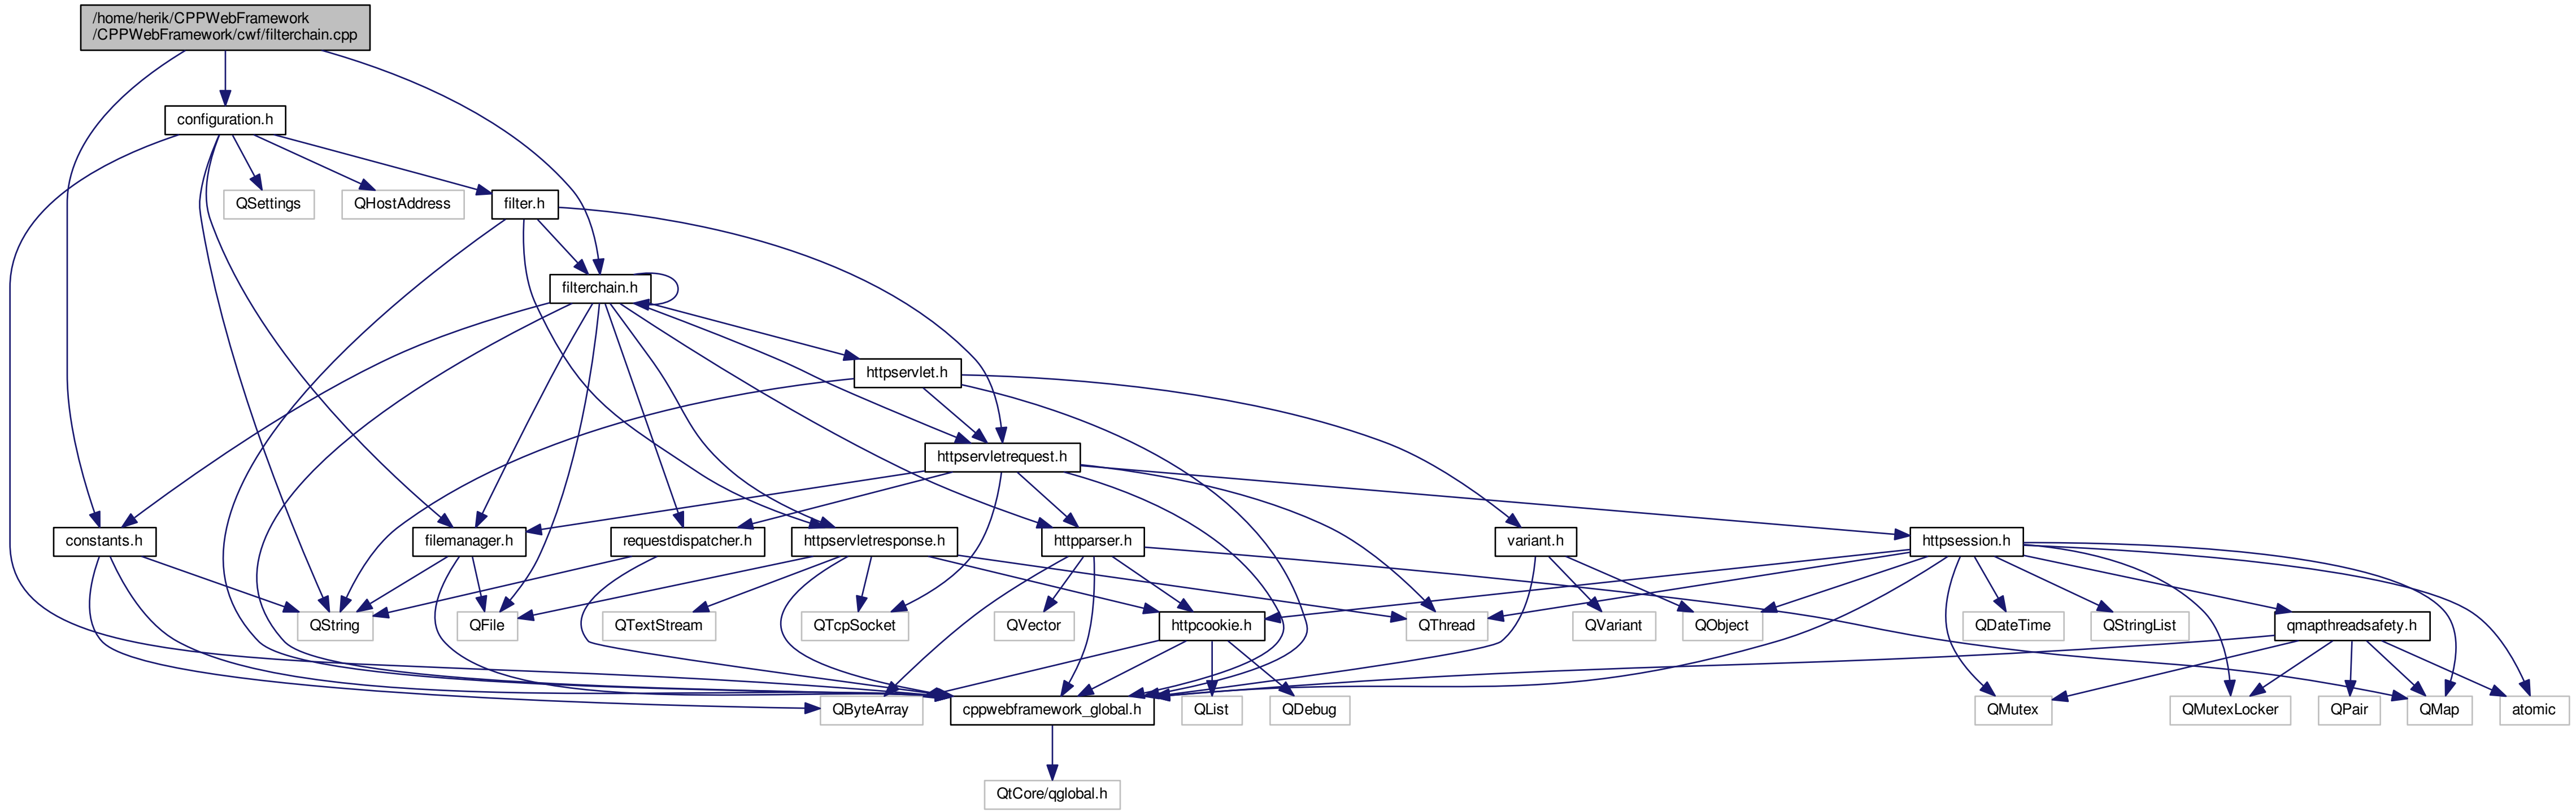 /home/herik/CPPWebFramework
/CPPWebFramework/cwf/filterchain.cpp
configuration.h
QSettings
QHostAddress
filter.h
filterchain.h
httpservlet.h
httpservletrequest.h
constants.h
filemanager.h
requestdispatcher.h
httpservletresponse.h
httpparser.h
variant.h
httpsession.h
QString
QFile
QTextStream
QTcpSocket
QVector
httpcookie.h
QThread
QVariant
QObject
QDateTime
QStringList
qmapthreadsafety.h
QByteArray
cppwebframework_global.h
QList
QDebug
QMutex
QMutexLocker
QPair
QMap
atomic
QtCore/qglobal.h